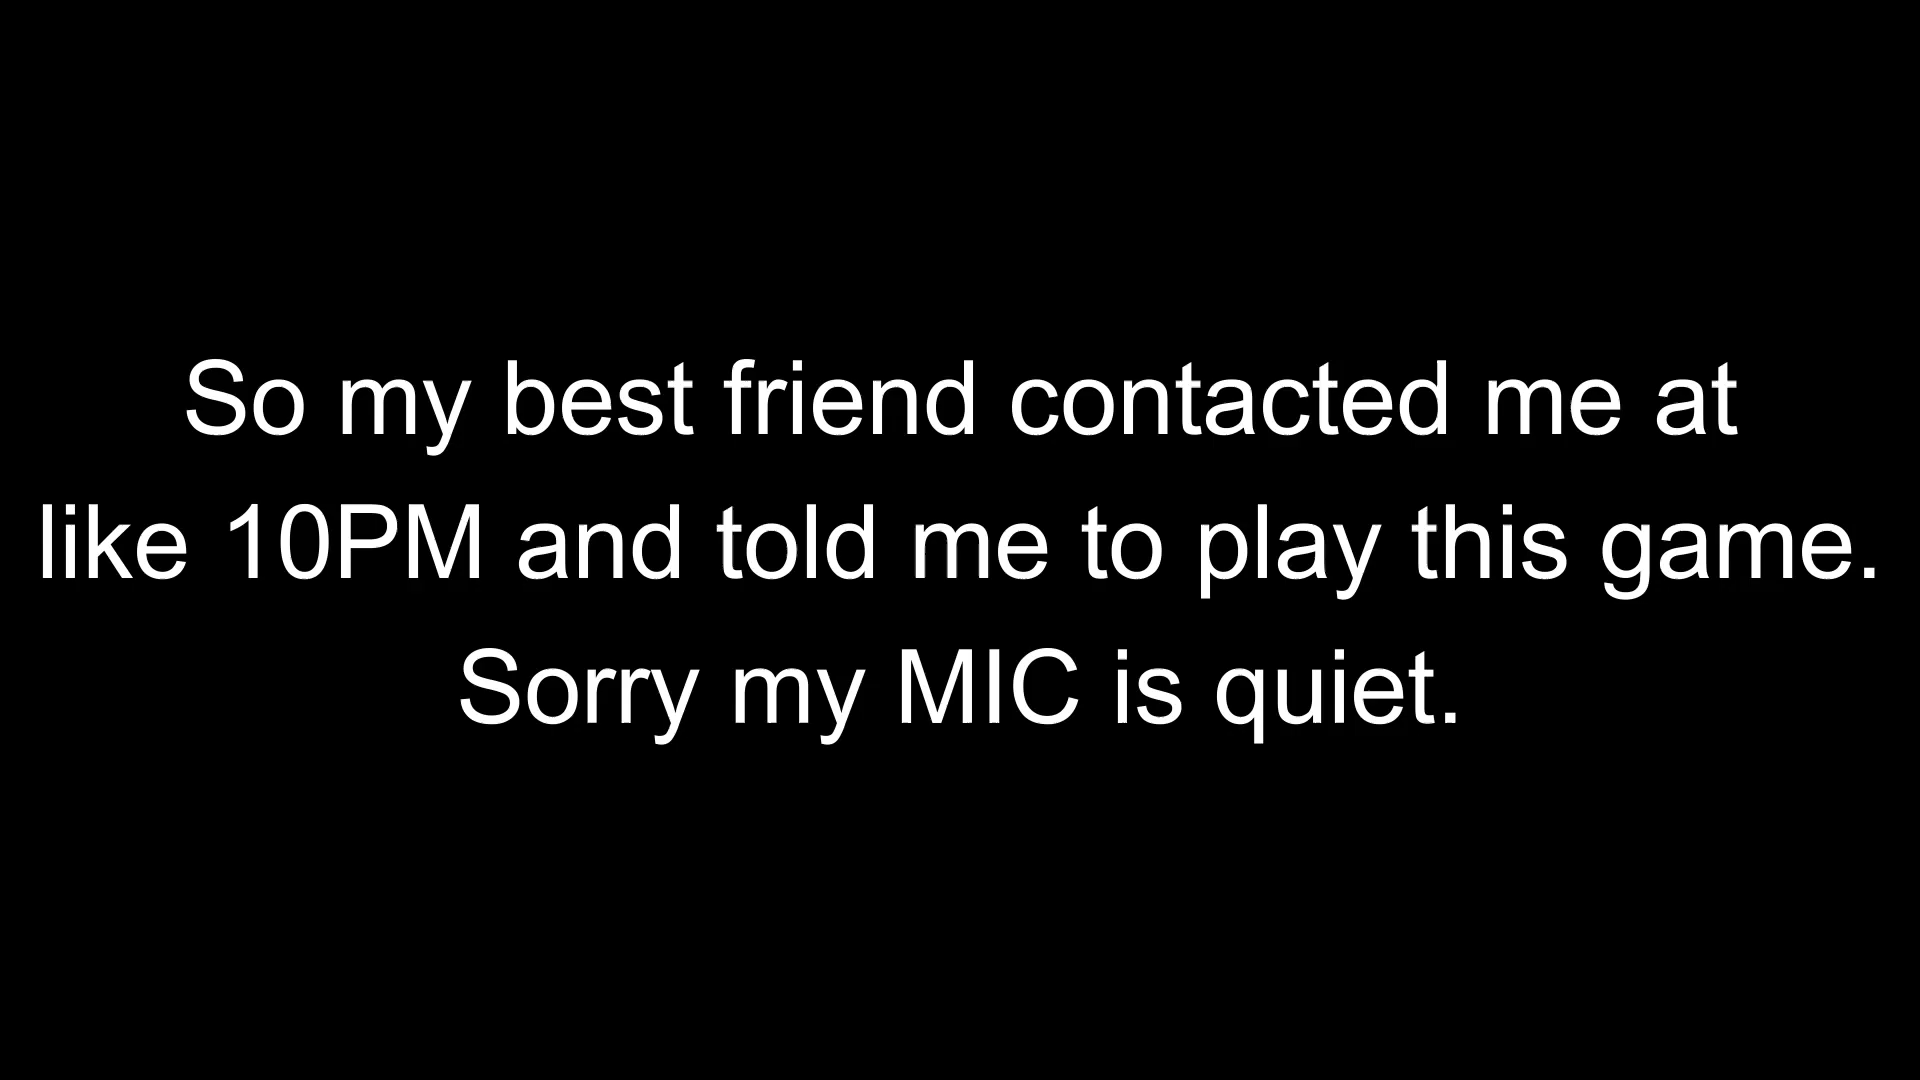 So my best friend contacted me at
like 10PM and told me to play this game.
Sorry my MIC is quiet.